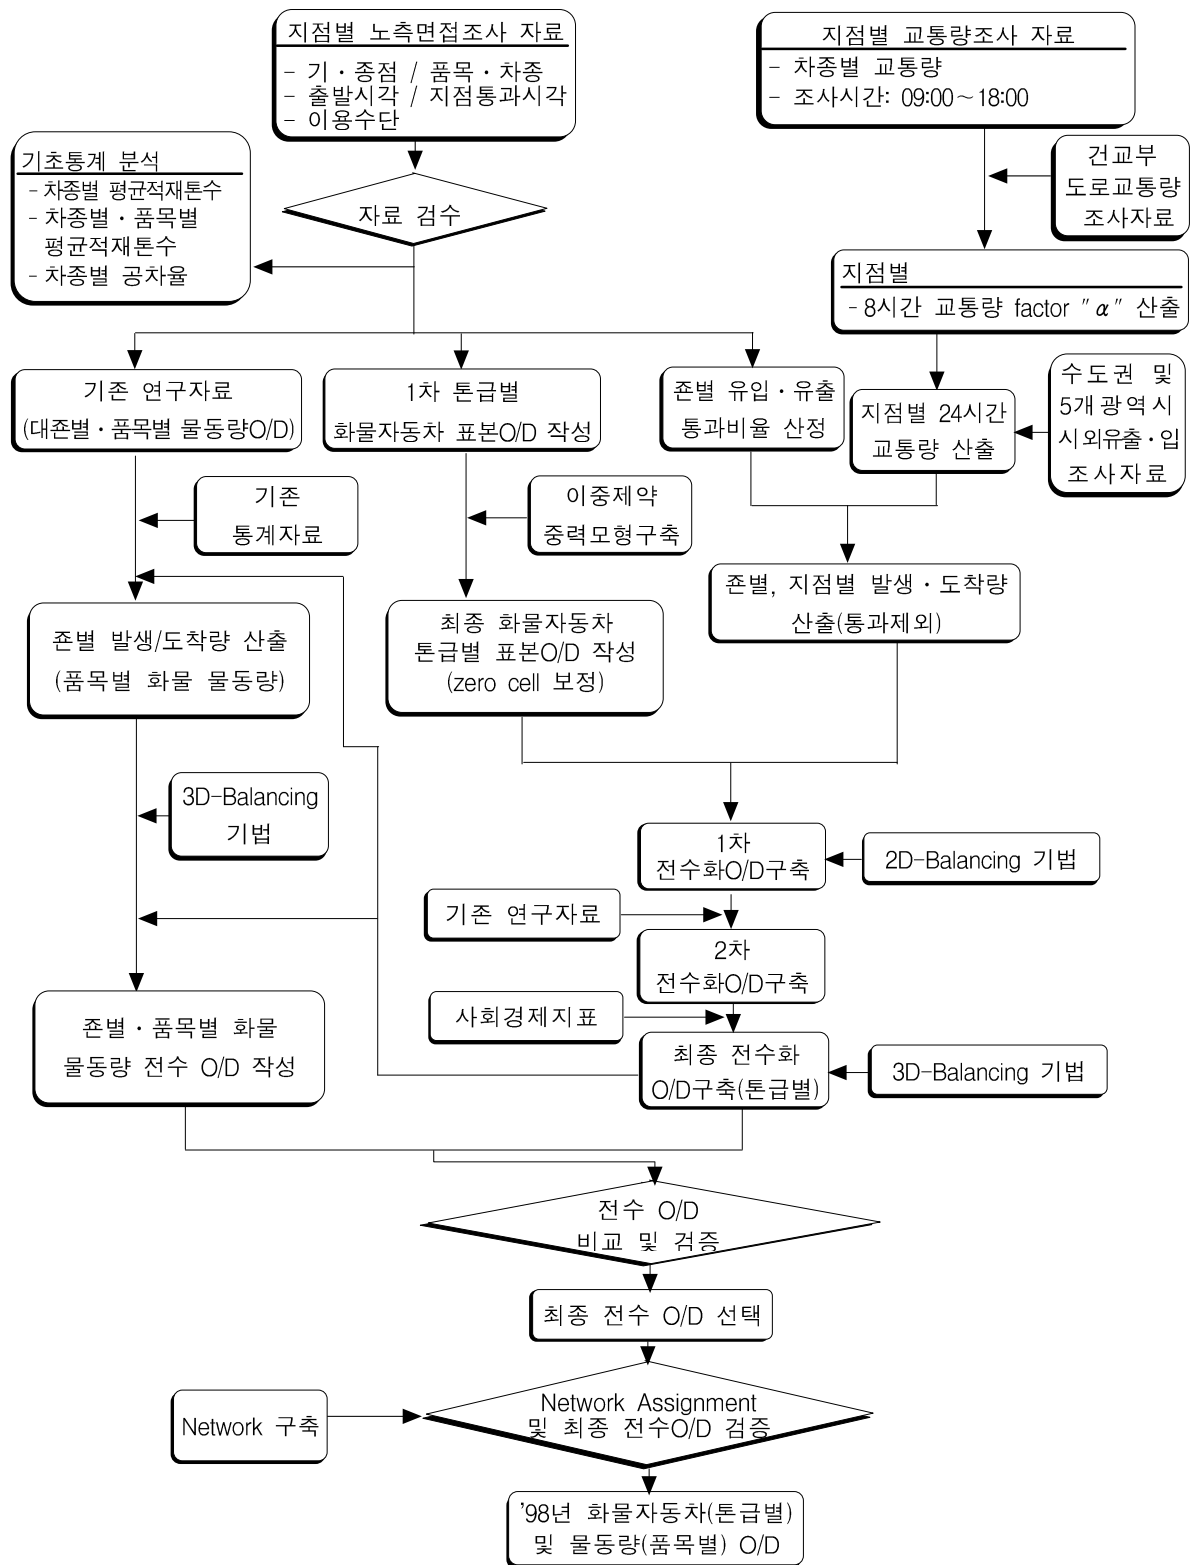 지점별 노측면접조사 자료
- 기・종점 / 품목・차종
- 출발시각 / 지점통과시각
- 이용수단
지점별 교통량조사 자료
- 차종별 교통량
- 조사시간: 09:00~18:00
기초통계 분석
- 차종별 평균적재톤수
- 차종별・품목별
평균적재톤수
- 차종별 공차율
자료 검수
건교부
도로교통량
조사자료
지점별
- 8시간 교통량 factor "α" 산출
기존 연구자료
(대죤별・품목별 물동량O/D)
1차 톤급별
화물자동차 표본O/D 작성
죤별 유입・유출
통과비율 산정
지점별 24시간
교통량 산출
수도권 및
5개 광역시
시외유출・입
조사자료
기존
통계자료
이중제약
중력모형구축
죤별 발생/도착량 산출
(품목별 화물 물동량)
최종 화물자동차
톤급별 표본O/D 작성
(zero cell 보정)
죤별, 지점별 발생・도착량
산출(통과제외)
3D-Balancing
기법
1차
전수화O/D구축
2D-Balancing 기법
기존 연구자료
2차
전수화O/D구축
사회경제지표
죤별・품목별 화물
물동량 전수 O/D 작성
최종 전수화
O/D구축(톤급별)
3D-Balancing 기법
전수 O/D
비교 및 검증
최종 전수 O/D 선택
Network 구축
Network Assignment
및 최종 전수O/D 검증
'98년 화물자동차(톤급별)
및 물동량(품목별) O/D